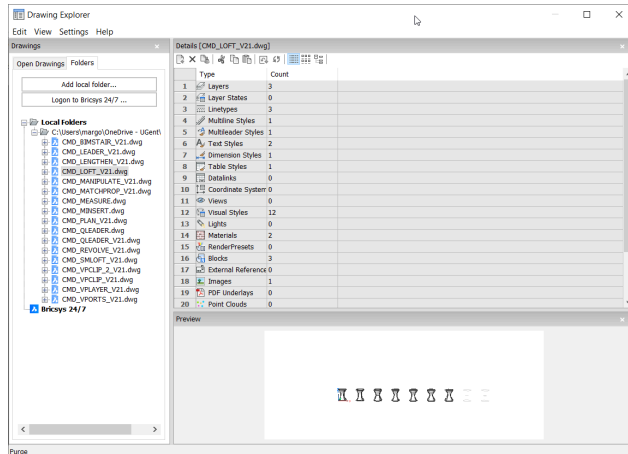 Drawing Explorer
Edit View Settings Help
Drawings
Open Drawings Folders
Add local folder...
Logon to Bricsys 24/7 ...
Local Folders
C:\Users\margo\OneDrive - UGent\
CMD_BIMSTAIR_V21.dwg
CMD_LEADER_V21.dwg
CMD_LENGTHEN_V21.dwg
CMD_LOFT_V21.dwg
CMD_MANIPULATE_V21.dwg
CMD_MATCHPROP_V21.dwg
CMD_MEASURE.dwg
CMD_MINSERT.dwg
CMD_PLAN_V21.dwg
CMD_QLEADER.dwg
CMD_QLEADER_V21.dwg
CMD_REVOLVE_V21.dwg
CMD_SMLOFT_V21.dwg
CMD_VPCLIP_2_V21.dwg
CMD_VPCLIP_V21.dwg
CMD_VPLAYER_V21.dwg
CMD_VPORTS_V21.dwg
Bricsys 24/7
Details [CMD_LOFT_V21.dwg]
Type Count
1 Layers 3
2 Layer States 0
3 Linetypes 3
4 Multiline Styles 1
5 Multileader Styles 1
6 Text Styles 2
7 Dimension Styles 1
8 Table Styles 1
9 Datalinks 0
10 Coordinate System 0
11 Views 0
12 Visual Styles 12
13 Lights 0
14 Materials 2
15 RenderPresets 0
16 Blocks 3
17 External Reference 0
18 Images 1
19 PDF Underlays 0
20 Point Clouds 0
Preview
Purge